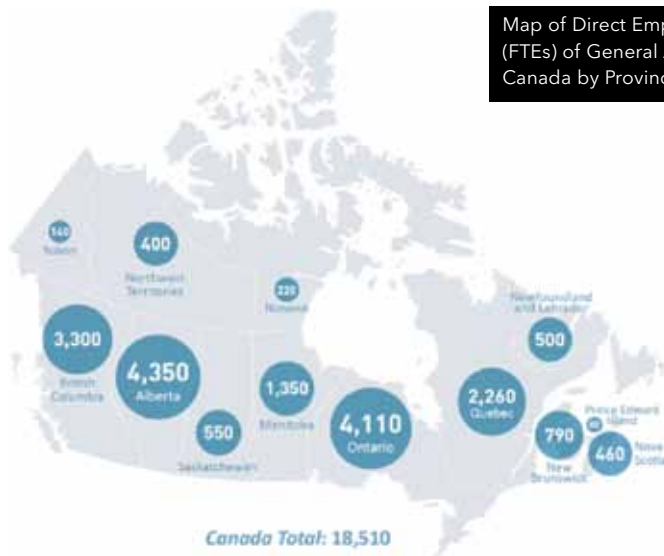 Map of Direct Emp
(FTEs) of General
Canada by Provinc
140
Yukon
400
Northwest
Territories
220
Nunavut
Newfoundland
and Labrador
500
3,300
British
Columbia
4,350
Alberta
1,350
Manitoba
550
Saskatchewan
4,110
Ontario
2,260
Quebec
Prince Edward
Island
790
New
Brunswick
460
Nova
Scotia
Canada Total: 18,510